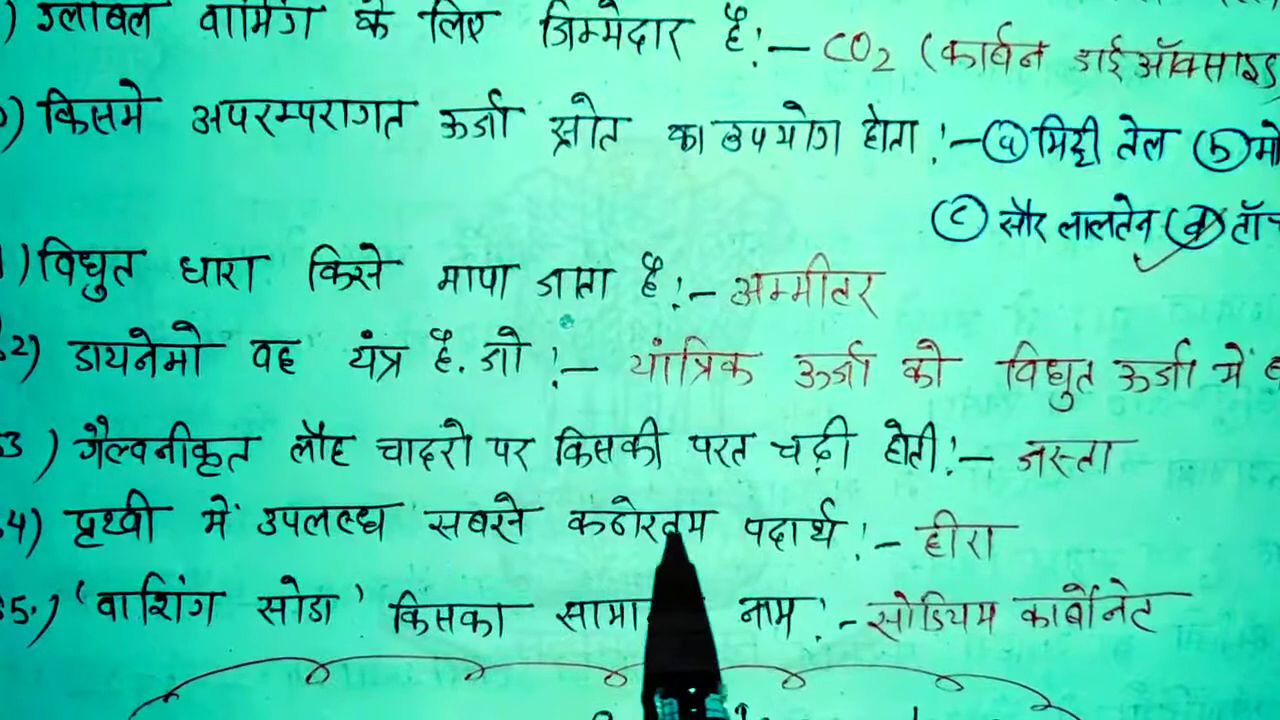 ) ग्लोबल वार्मिंग के लिए जिम्मेदार है:- CO2 (कार्बन डाई ऑक्साइड)
) किसमे अपरम्परागत ऊर्जा स्रोत का उपयोग होता :- (a) मिट्टी तेल (b)
(c) सौर लालटेन (d)
) विधुत धारा किसे मापा जाता है :- अम्मीटर
2) डायनेमो वह यंत्र है. जो :- यांत्रिक ऊर्जा को विधुत ऊर्जा में
3) गैल्वनीकृत लौह चादरो पर किसकी परत चढ़ी होती :- जस्ता
4) पृथ्वी में उपलब्ध सबसे कठोरतम पदार्थ :- हीरा
35.) 'वाशिंग सोडा' किसका सामा नाम :- सोडियम कार्बोनेट